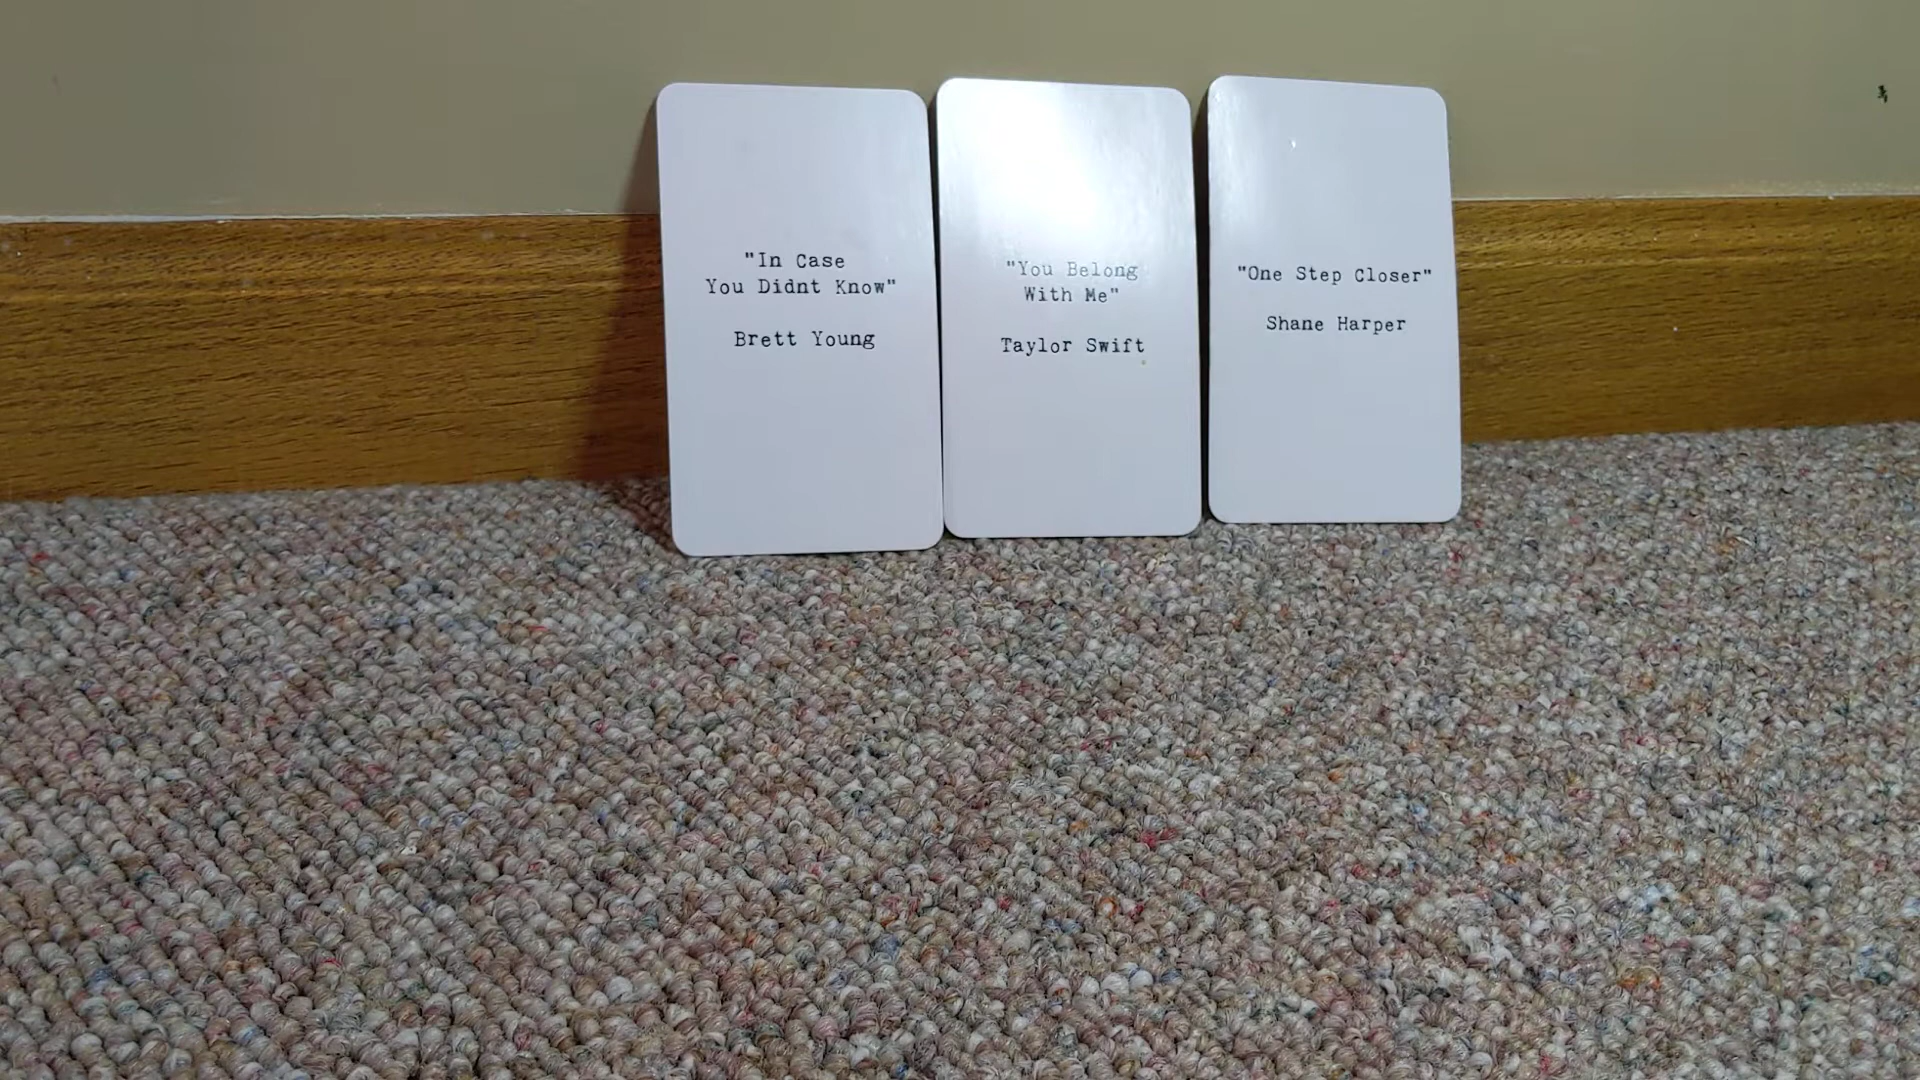 "In Case
You Didnt Know"
Brett Young
"You Belong
With Me"
Taylor Swift
"One Step Closer"
Shane Harper